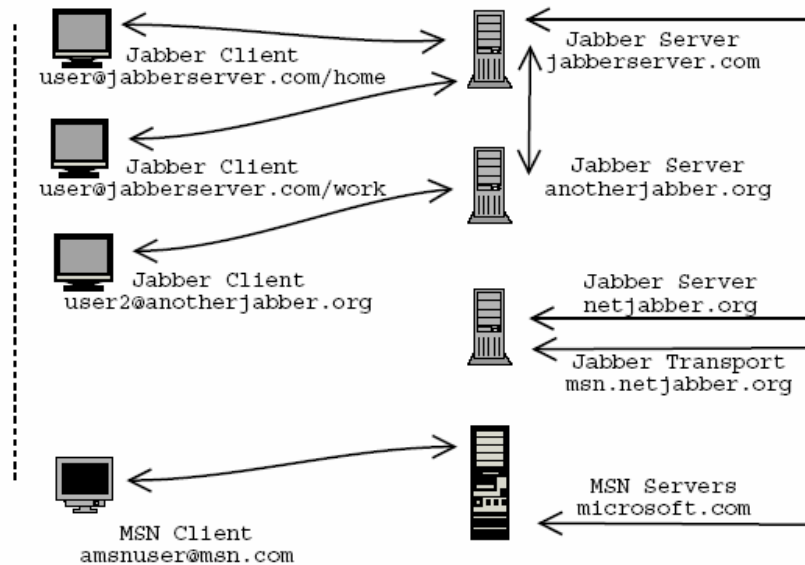 Jabber Client
user@jabberserver.com/home
Jabber Server
jabberserver.com
Jabber Client
user@jabberserver.com/work
Jabber Server
anotherjabber.org
Jabber Client
user2@anotherjabber.org
Jabber Server
netjabber.org
Jabber Transport
msn.netjabber.org
MSN Servers
microsoft.com
MSN Client
amsnuser@msn.com